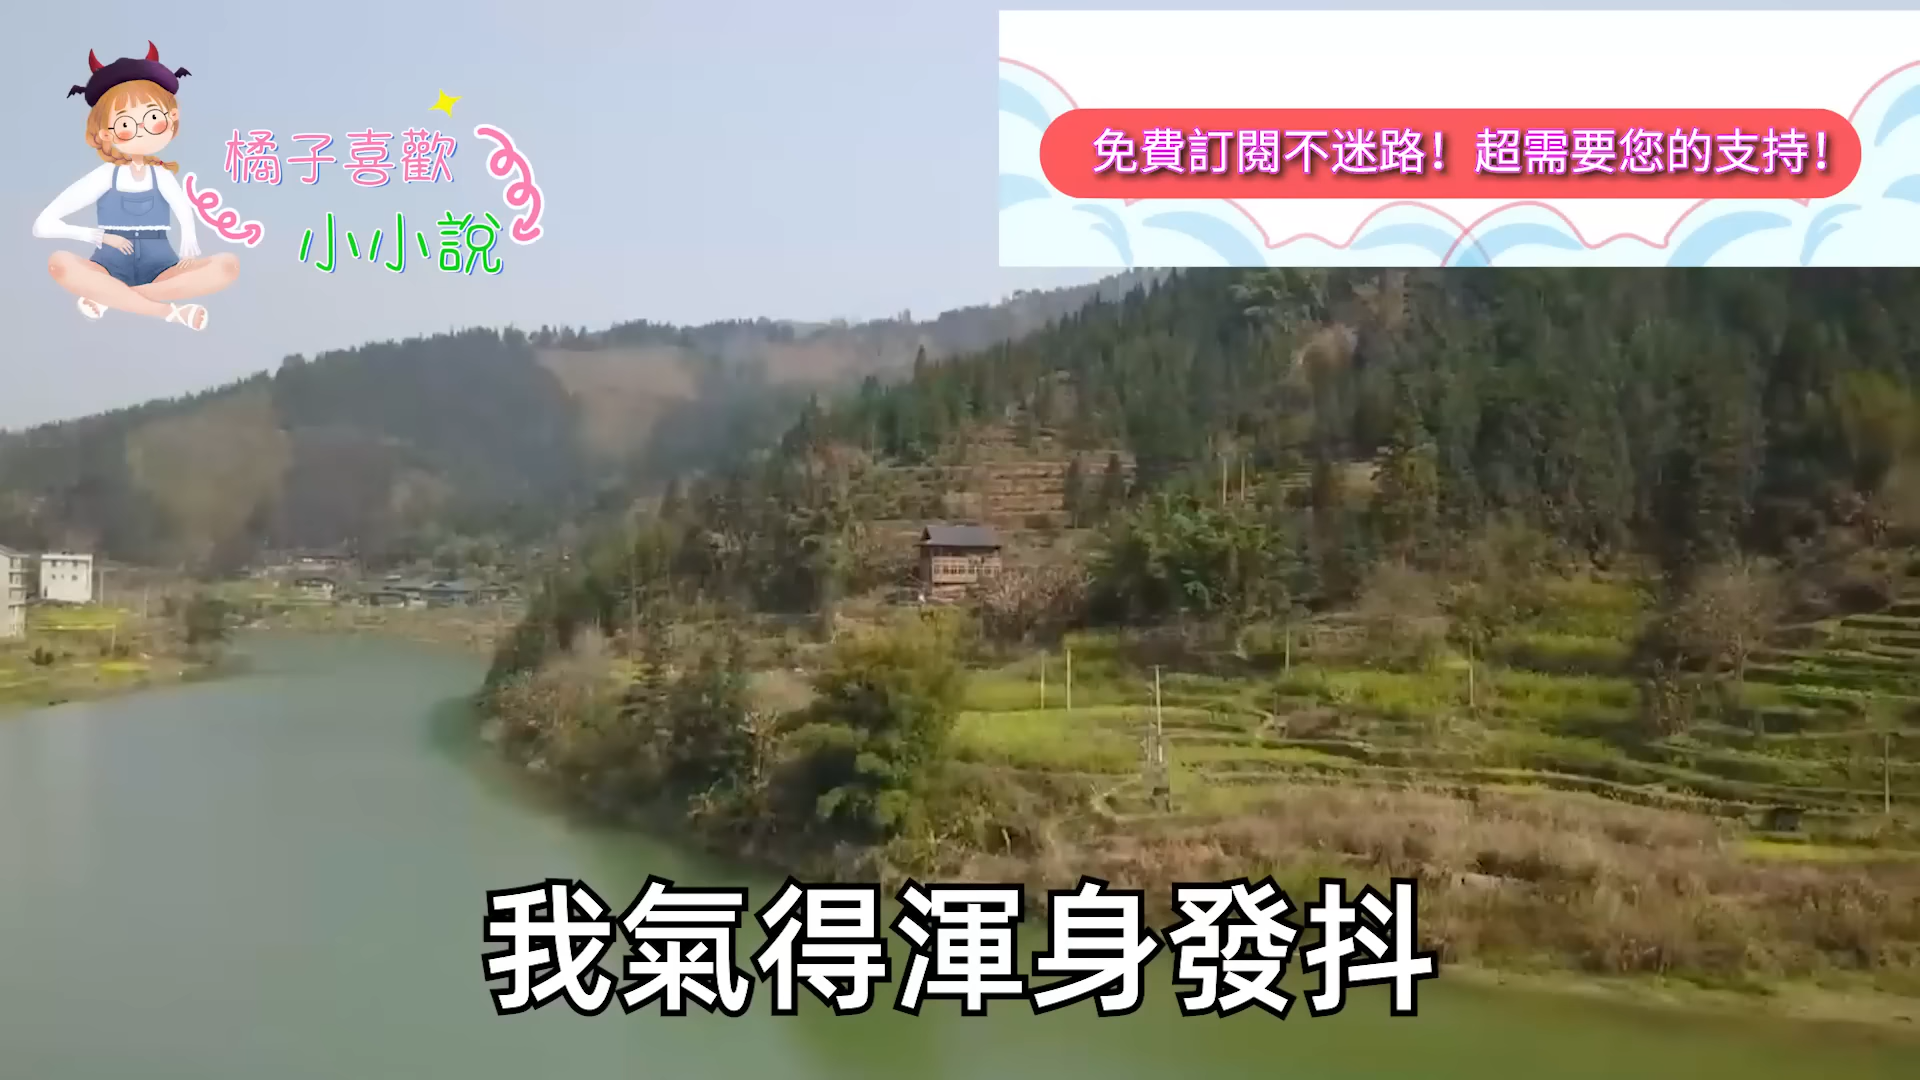 橘子喜歡
小小說
免費訂閱不迷路！超需要您的支持！
我氣得渾身發抖